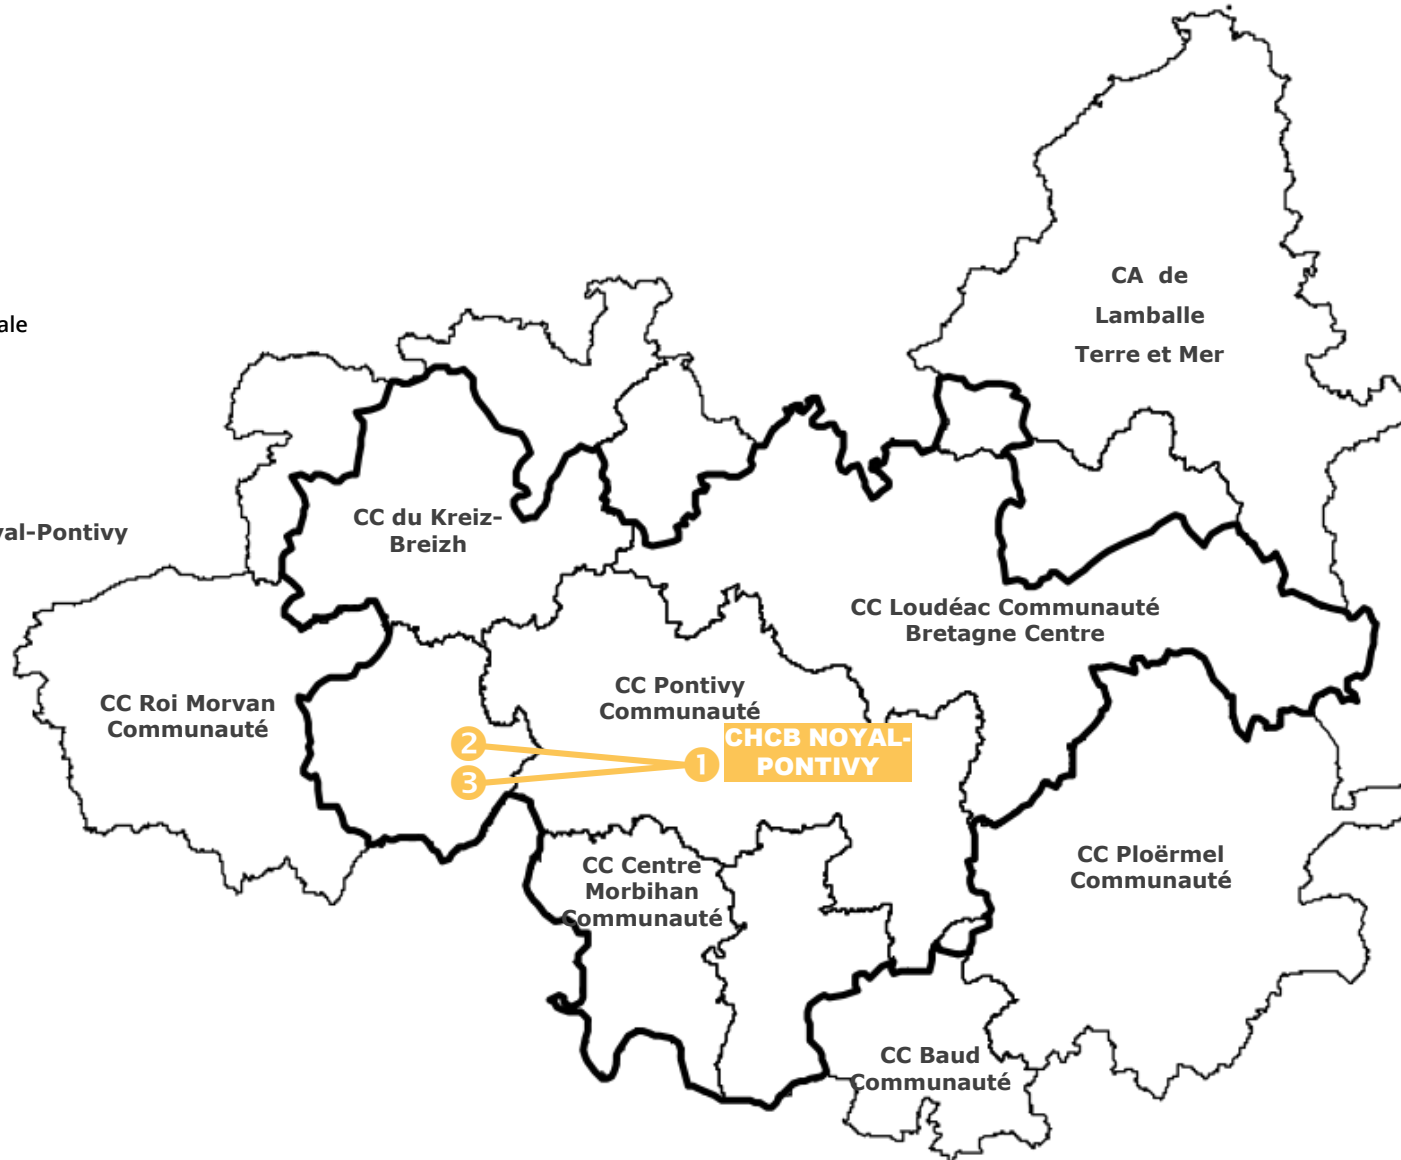 CA de
Lamballe
Terre et Mer
ale
CC du Kreiz-
Breizh
val-Pontivy
CC Loudéac Communauté
Bretagne Centre
CC Roi Morvan
Communauté
CC Pontivy
Communauté
2
3
1
CHCB NOYAL-
PONTIVY
CC Centre
Morbihan
Communauté
CC Ploërmel
Communauté
CC Baud
Communauté